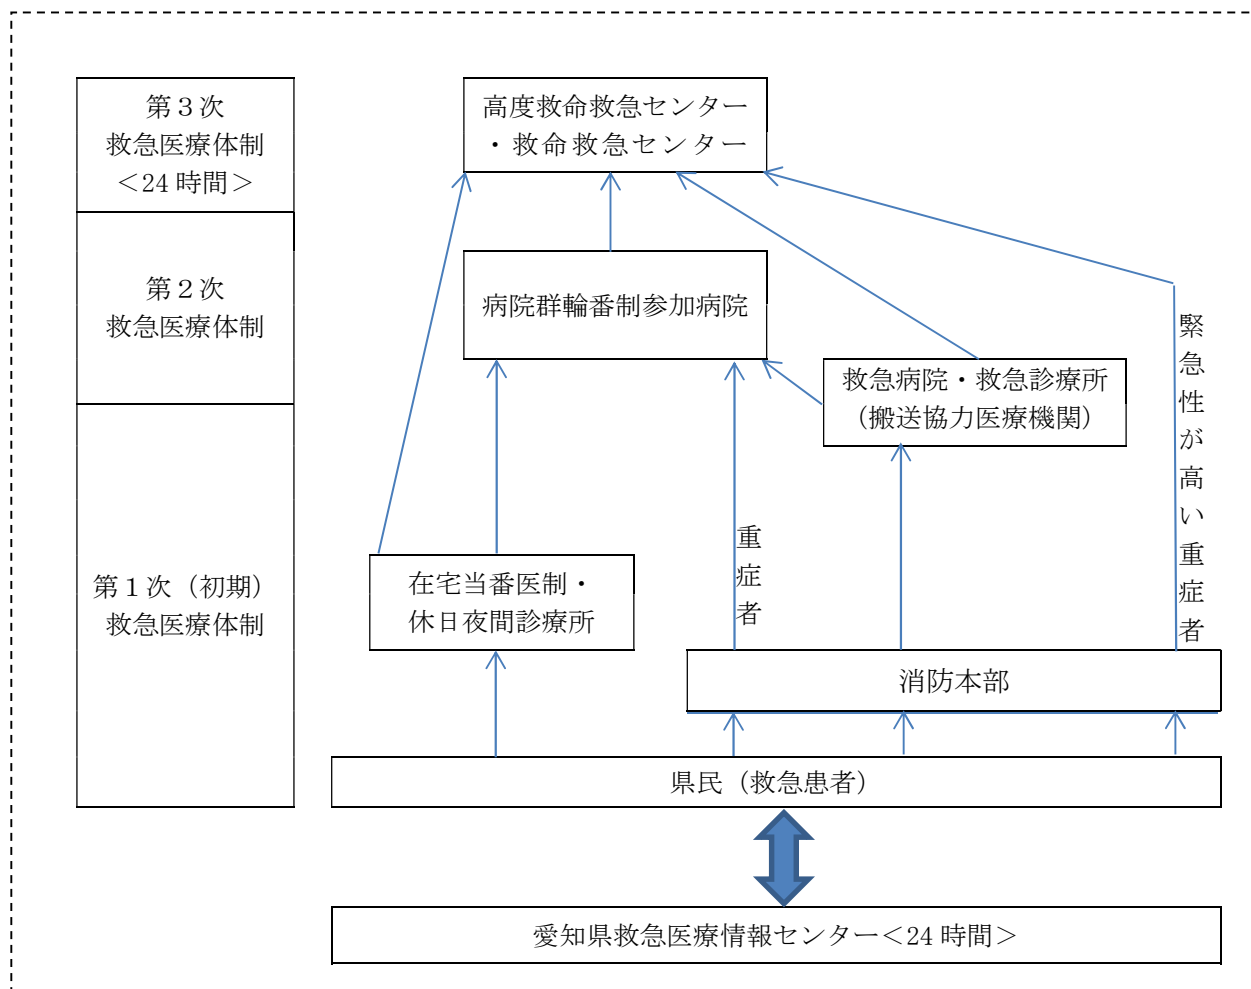 第３次
救急医療体制
＜24 時間＞
高度救命救急センター
・救命救急センター
第２次
救急医療体制
病院群輪番制参加病院
救急病院・救急診療所
（搬送協力医療機関）
緊急性が高い重症者
重症者
第１次（初期）
救急医療体制
在宅当番医制・
休日夜間診療所
消防本部
県民（救急患者）
愛知県救急医療情報センター＜24 時間＞